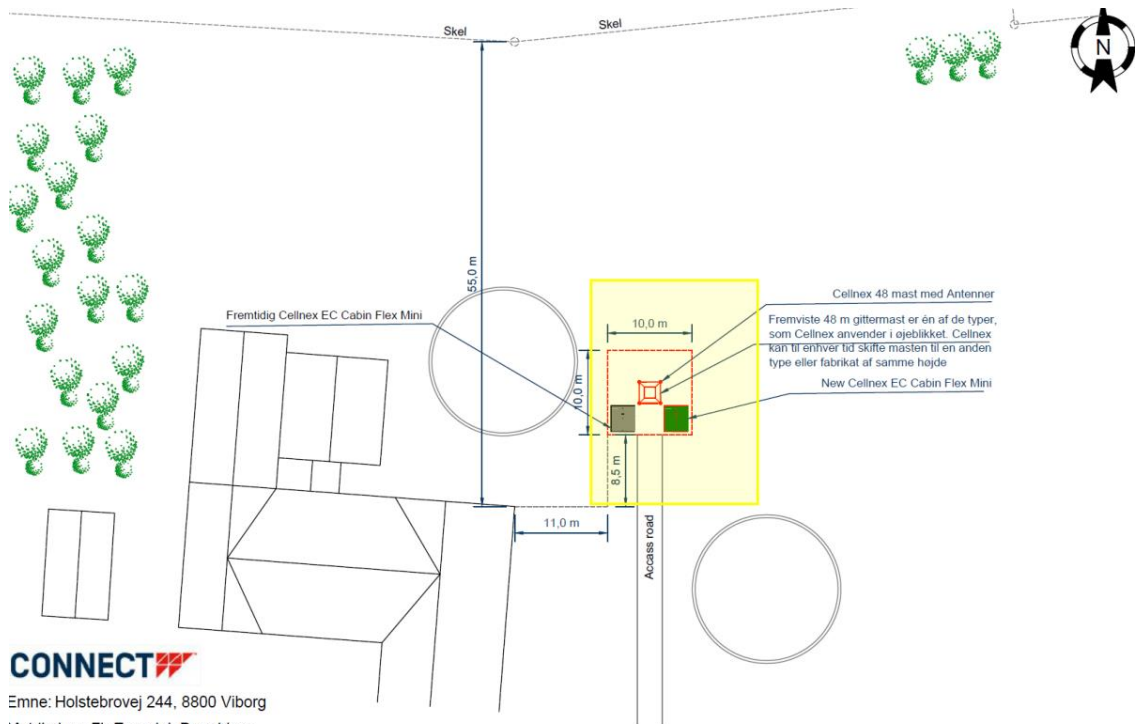 Skel
Skel
N
55,0 m
Cellnex 48 mast med Antenner
Fremtidig Cellnex EC Cabin Flex Mini
10,0 m
Fremviste 48 m gittermast er én af de typer,
som Cellnex anvender i øjeblikket. Cellnex
kan til enhver tid skifte masten til en anden
type eller fabrikat af samme højde
10,0 m
New Cellnex EC Cabin Flex Mini
8,5 m
11,0 m
Accass road
CONNECT
Emne: Holstebrovej 244, 8800 Viborg